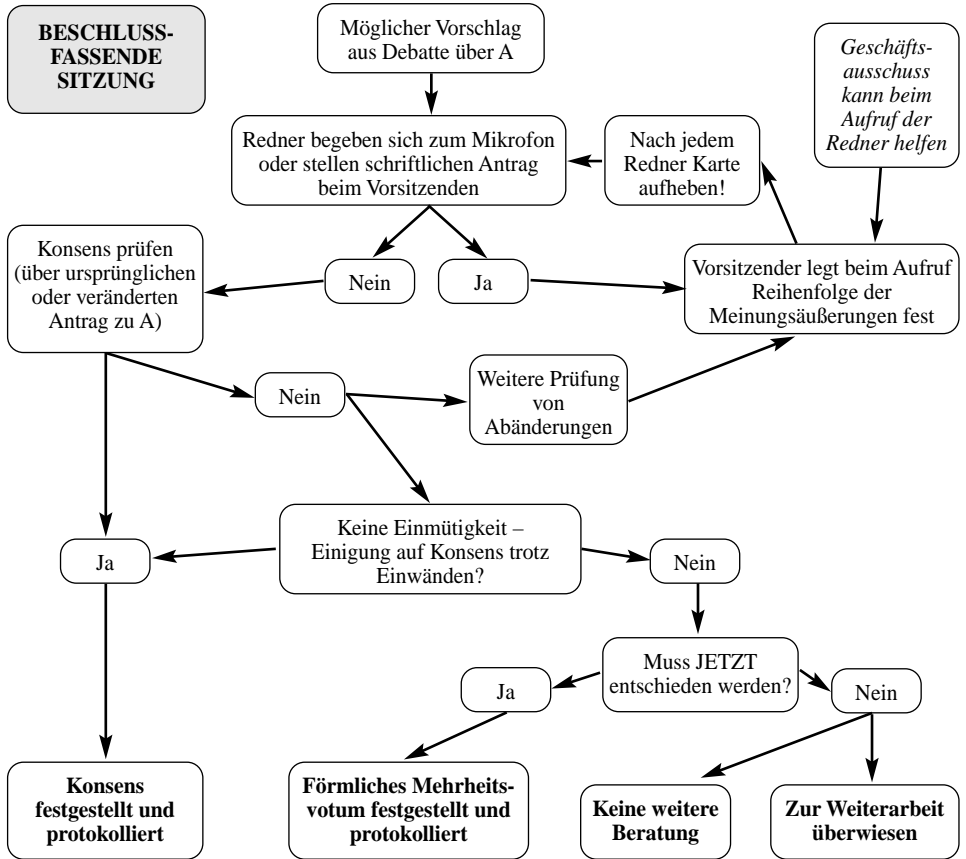 BESCHLUSS-
FASSENDE
SITZUNG
Möglicher Vorschlag
aus Debatte über A
Geschäfts-
ausschuss
kann beim
Aufruf der
Redner helfen
Redner begeben sich zum Mikrofon
oder stellen schriftlichen Antrag
beim Vorsitzenden
Nach jedem
Redner Karte
aufheben!
Konsens prüfen
(über ursprünglichen
oder veränderten
Antrag zu A)
Nein
Ja
Vorsitzender legt beim Aufruf
Reihenfolge der
Meinungsäußerungen fest
Nein
Weitere Prüfung
von
Abänderungen
Keine Einmütigkeit –
Einigung auf Konsens trotz
Einwänden?
Ja
Nein
Muss JETZT
entschieden werden?
Ja
Nein
Konsens
festgestellt und
protokolliert
Förmliches Mehrheits-
votum festgestellt und
protokolliert
Keine weitere
Beratung
Zur Weiterarbeit
überwiesen